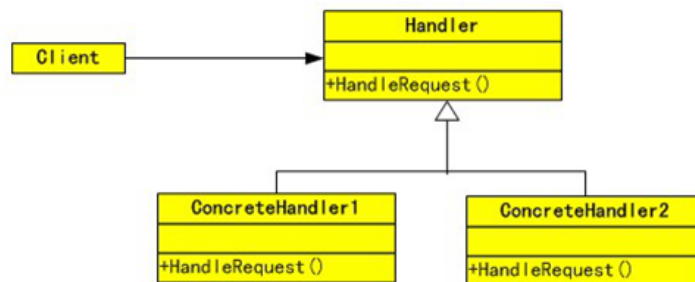 Handler
Client
+HandleRequest()
ConcreteHandler1
ConcreteHandler2
+HandleRequest()
+HandleRequest()